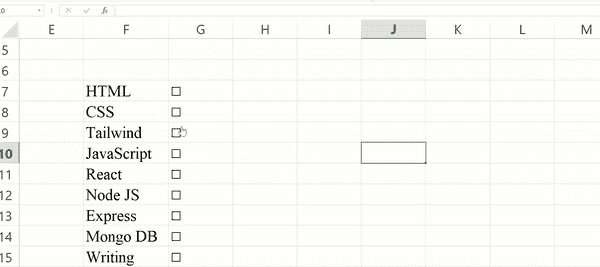 fx
E F G H I J K L M
5
6
7 HTML
8 CSS
9 Tailwind
10 JavaScript
11 React
12 Node JS
13 Express
14 Mongo DB
15 Writing